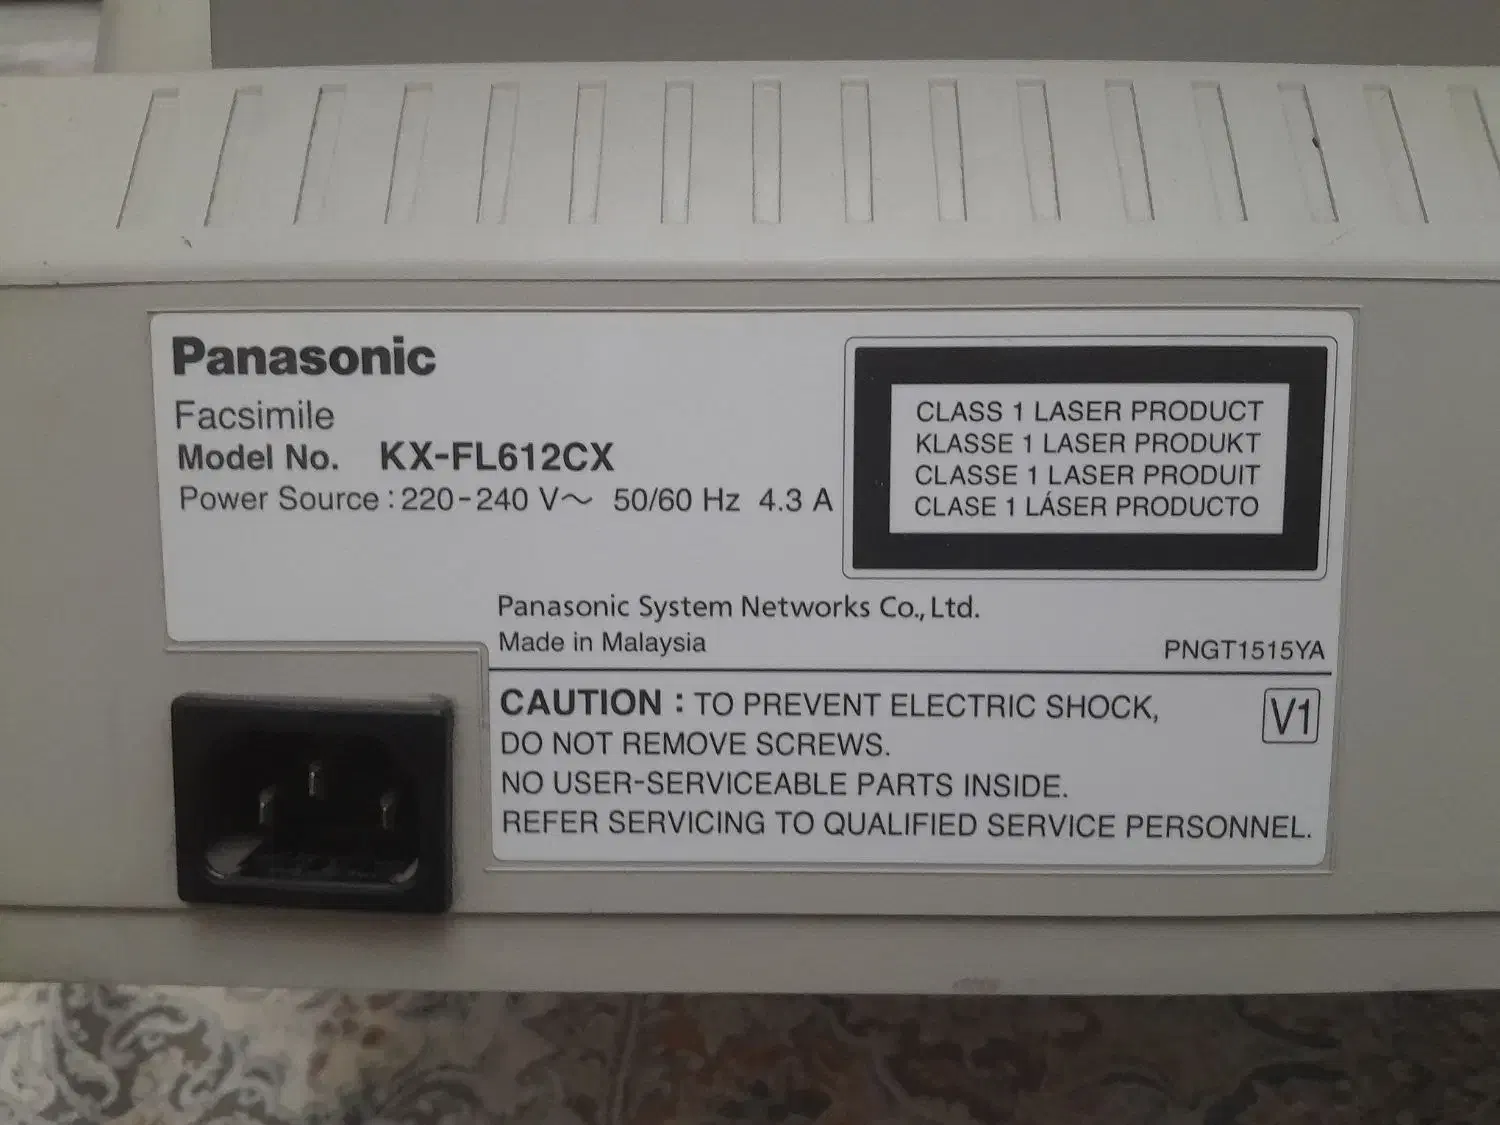 Panasonic
Facsimile
Model No. KX-FL612CX
Power Source : 220-240 V~ 50/60 Hz 4.3 A
CLASS 1 LASER PRODUCT
KLASSE 1 LASER PRODUKT
CLASSE 1 LASER PRODUIT
CLASE 1 LÁSER PRODUCTO
Panasonic System Networks Co., Ltd.
Made in Malaysia
PNGT1515YA
CAUTION : TO PREVENT ELECTRIC SHOCK,
DO NOT REMOVE SCREWS.
NO USER-SERVICEABLE PARTS INSIDE.
REFER SERVICING TO QUALIFIED SERVICE PERSONNEL.
V1